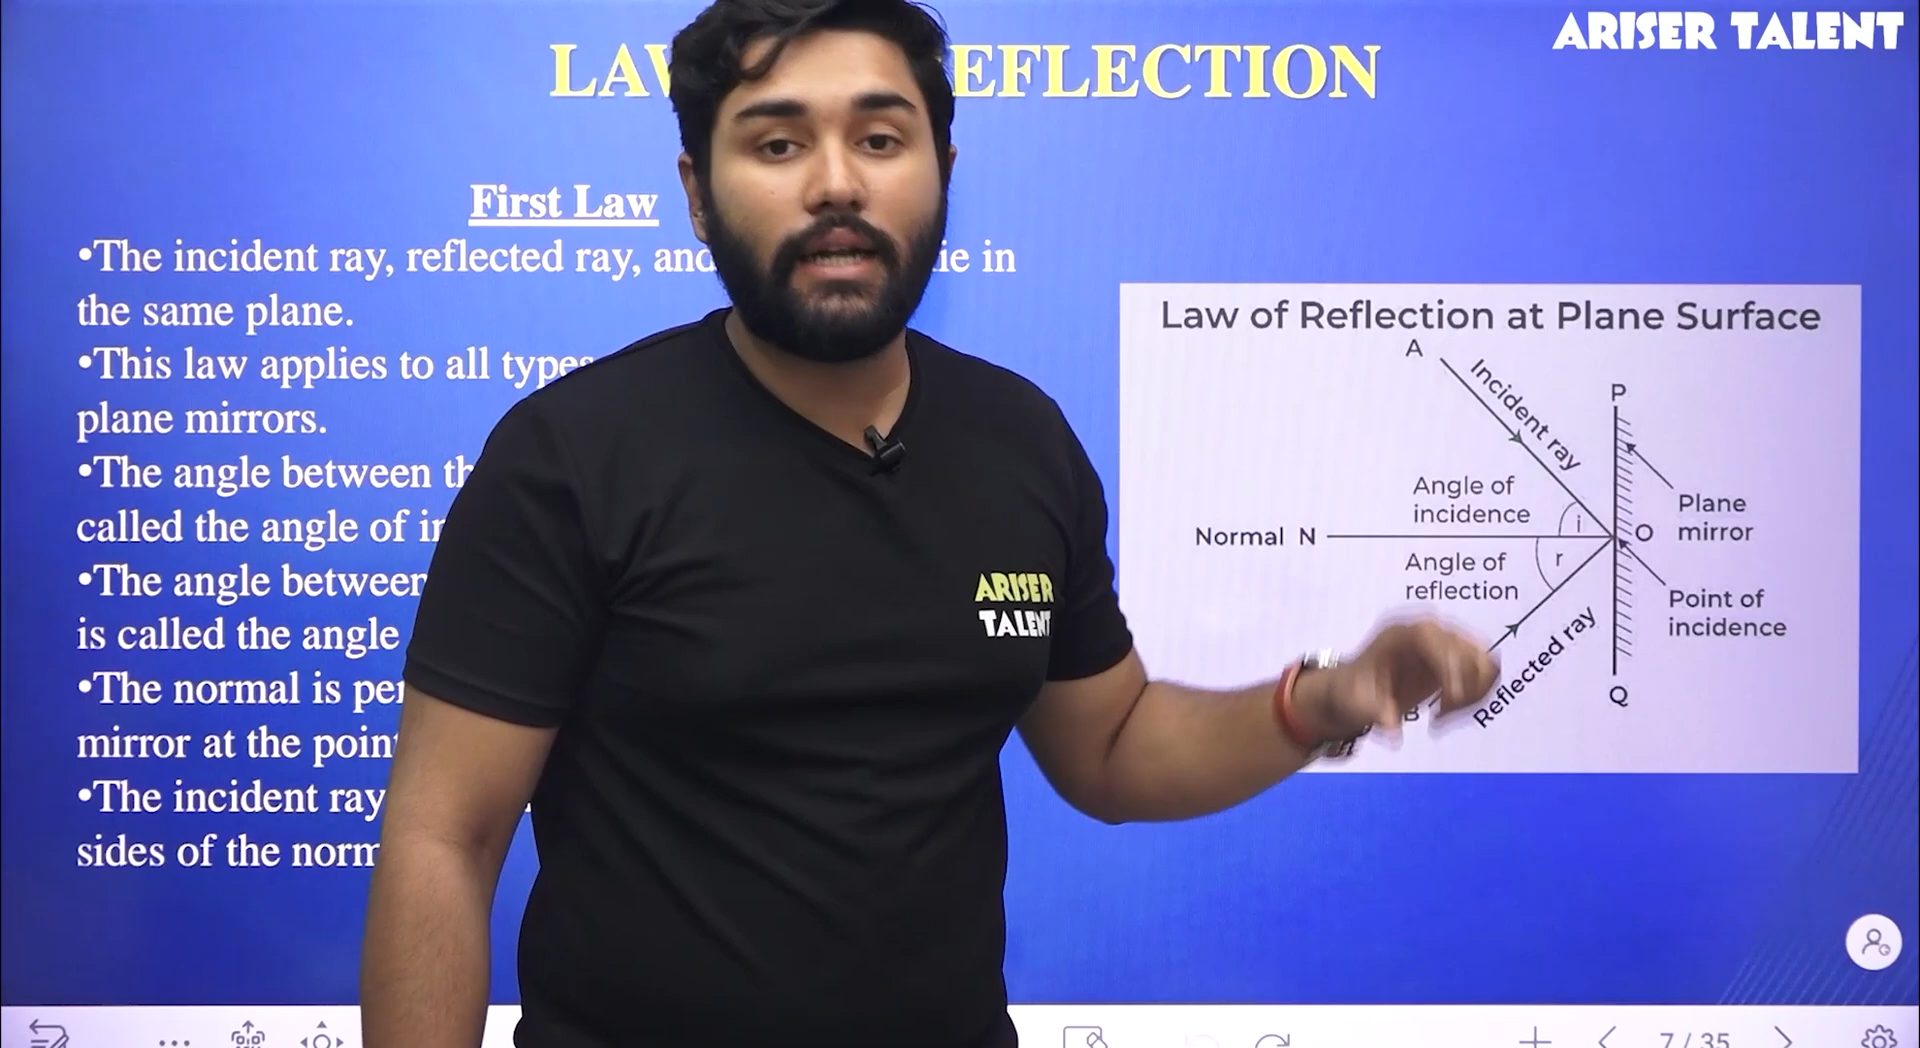 ARISER TALENT
LAW EFLECTION
First Law
•The incident ray, reflected ray, and ie in
the same plane.
•This law applies to all types
plane mirrors.
•The angle between th
called the angle of in
•The angle between
is called the angle
•The normal is per
mirror at the point
•The incident ray
sides of the norm
Law of Reflection at Plane Surface
A
Incident ray
P
Angle of
incidence
i
Plane
mirror
Normal N
O
Angle of
reflection
r
Point of
incidence
Reflected ray
B
Q
ARISER
TALENT
7 / 35